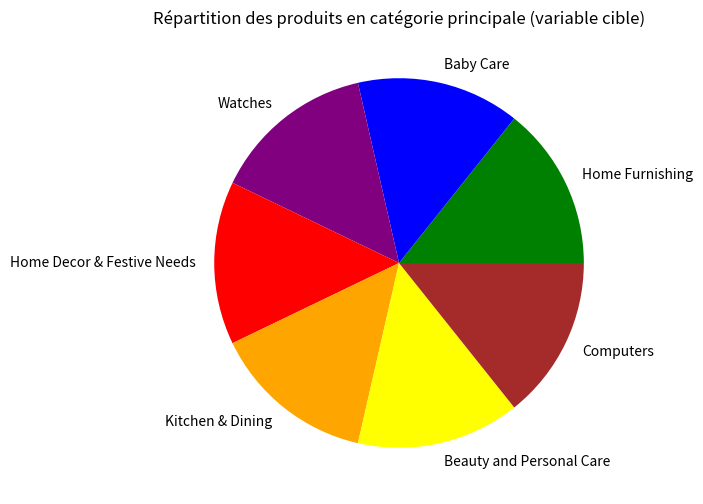 Répartition des produits en catégorie principale (variable cible)
Baby Care
Watches
Home Furnishing
Home Decor & Festive Needs
Computers
Kitchen & Dining
Beauty and Personal Care